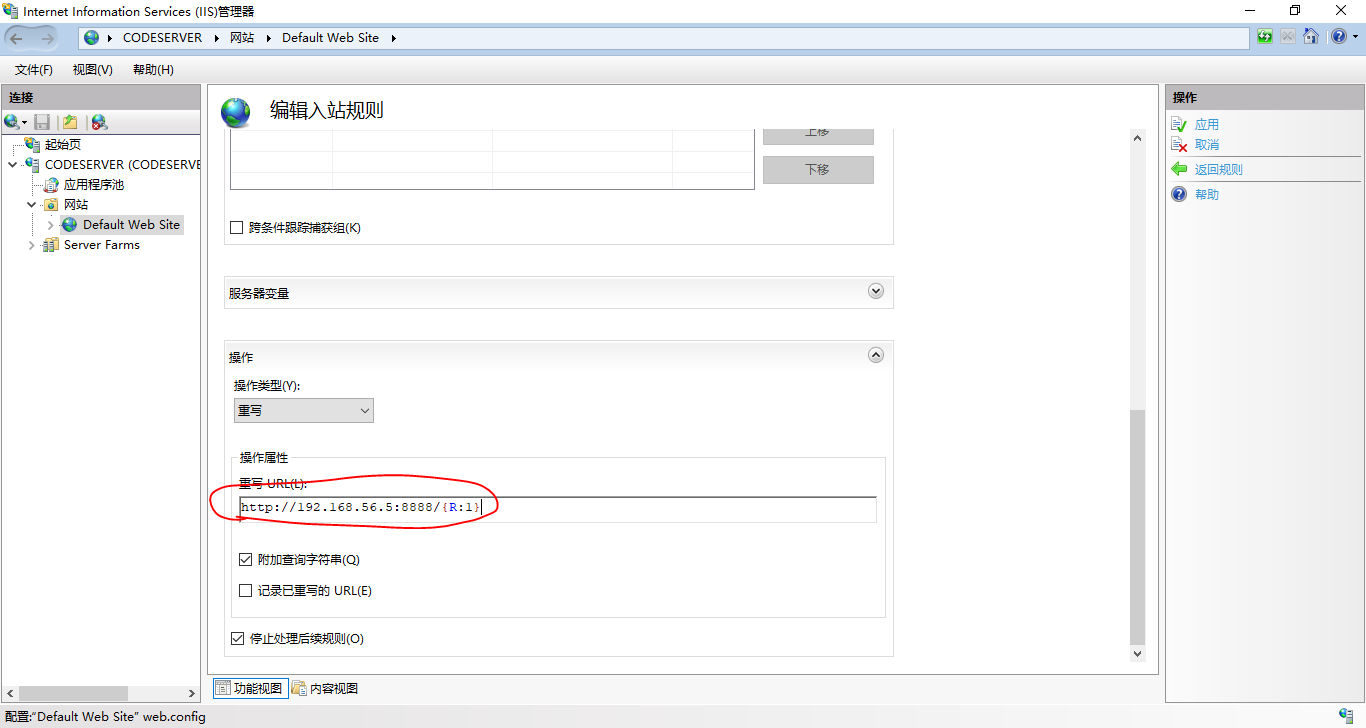 Internet Information Services (IIS)管理器
CODESERVER
网站
Default Web Site
文件(F)
视图(V)
帮助(H)
连接
起始页
CODESERVER (CODESERVE
应用程序池
网站
Default Web Site
Server Farms
编辑入站规则
上移
下移
跨条件跟踪捕获组(K)
服务器变量
操作
操作类型(Y):
重写
操作属性
重写 URL(L):
http://192.168.56.5:8888/{R:1}
附加查询字符串(Q)
记录已重写的 URL(E)
停止处理后续规则(O)
功能视图
内容视图
操作
应用
取消
返回规则
帮助
配置:"Default Web Site" web.config